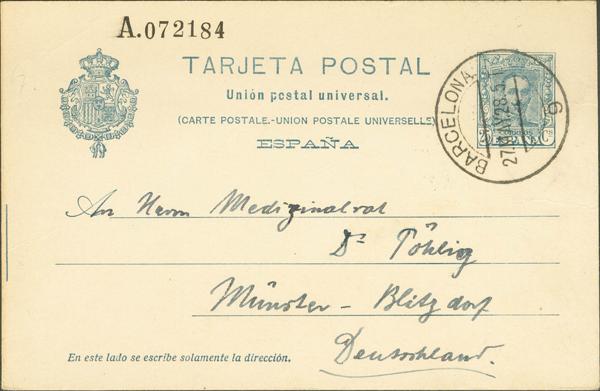 A.072184
TARJETA POSTAL
Unión postal universal.
(CARTE POSTALE.-UNION POSTALE UNIVERSELLE)
ESPAÑA
BARCELONA
An Herrn Medizinalrat
Dr Töhlig
Münster - Blitzdorf
Deutschland.
En este lado se escribe solamente la dirección.